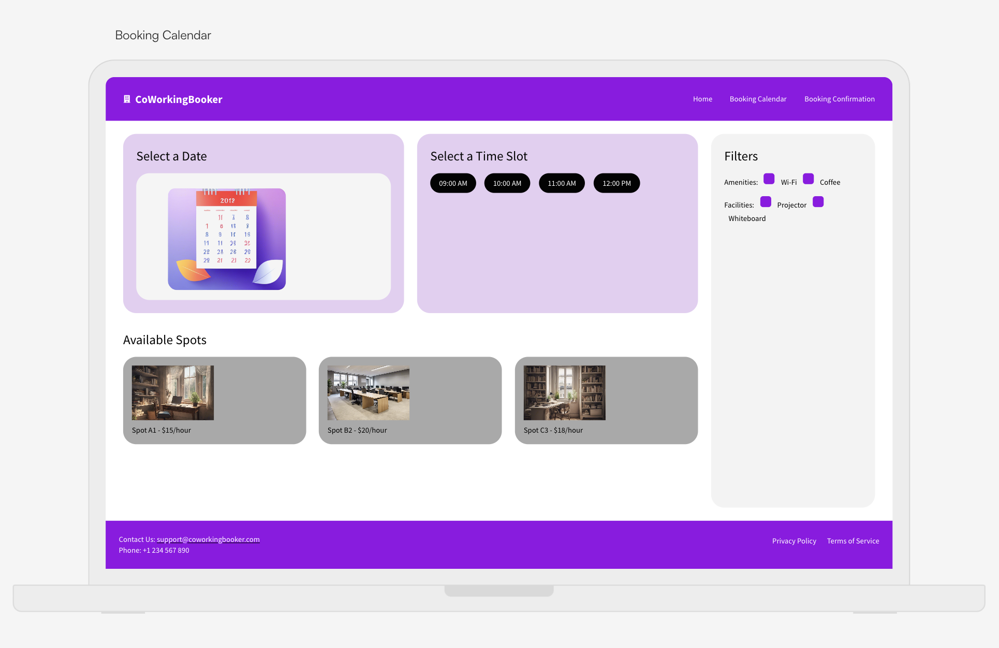 Booking Calendar
CoWorkingBooker
Home
Booking Calendar
Booking Confirmation
Select a Date
Select a Time Slot
09:00 AM
10:00 AM
11:00 AM
12:00 PM
Filters
Amenities:
Wi-Fi
Coffee
Facilities:
Projector
Whiteboard
Available Spots
Spot A1 - $15/hour
Spot B2 - $20/hour
Spot C3 - $18/hour
Contact Us: support@coworkingbooker.com
Phone: +1 234 567 890
Privacy Policy
Terms of Service